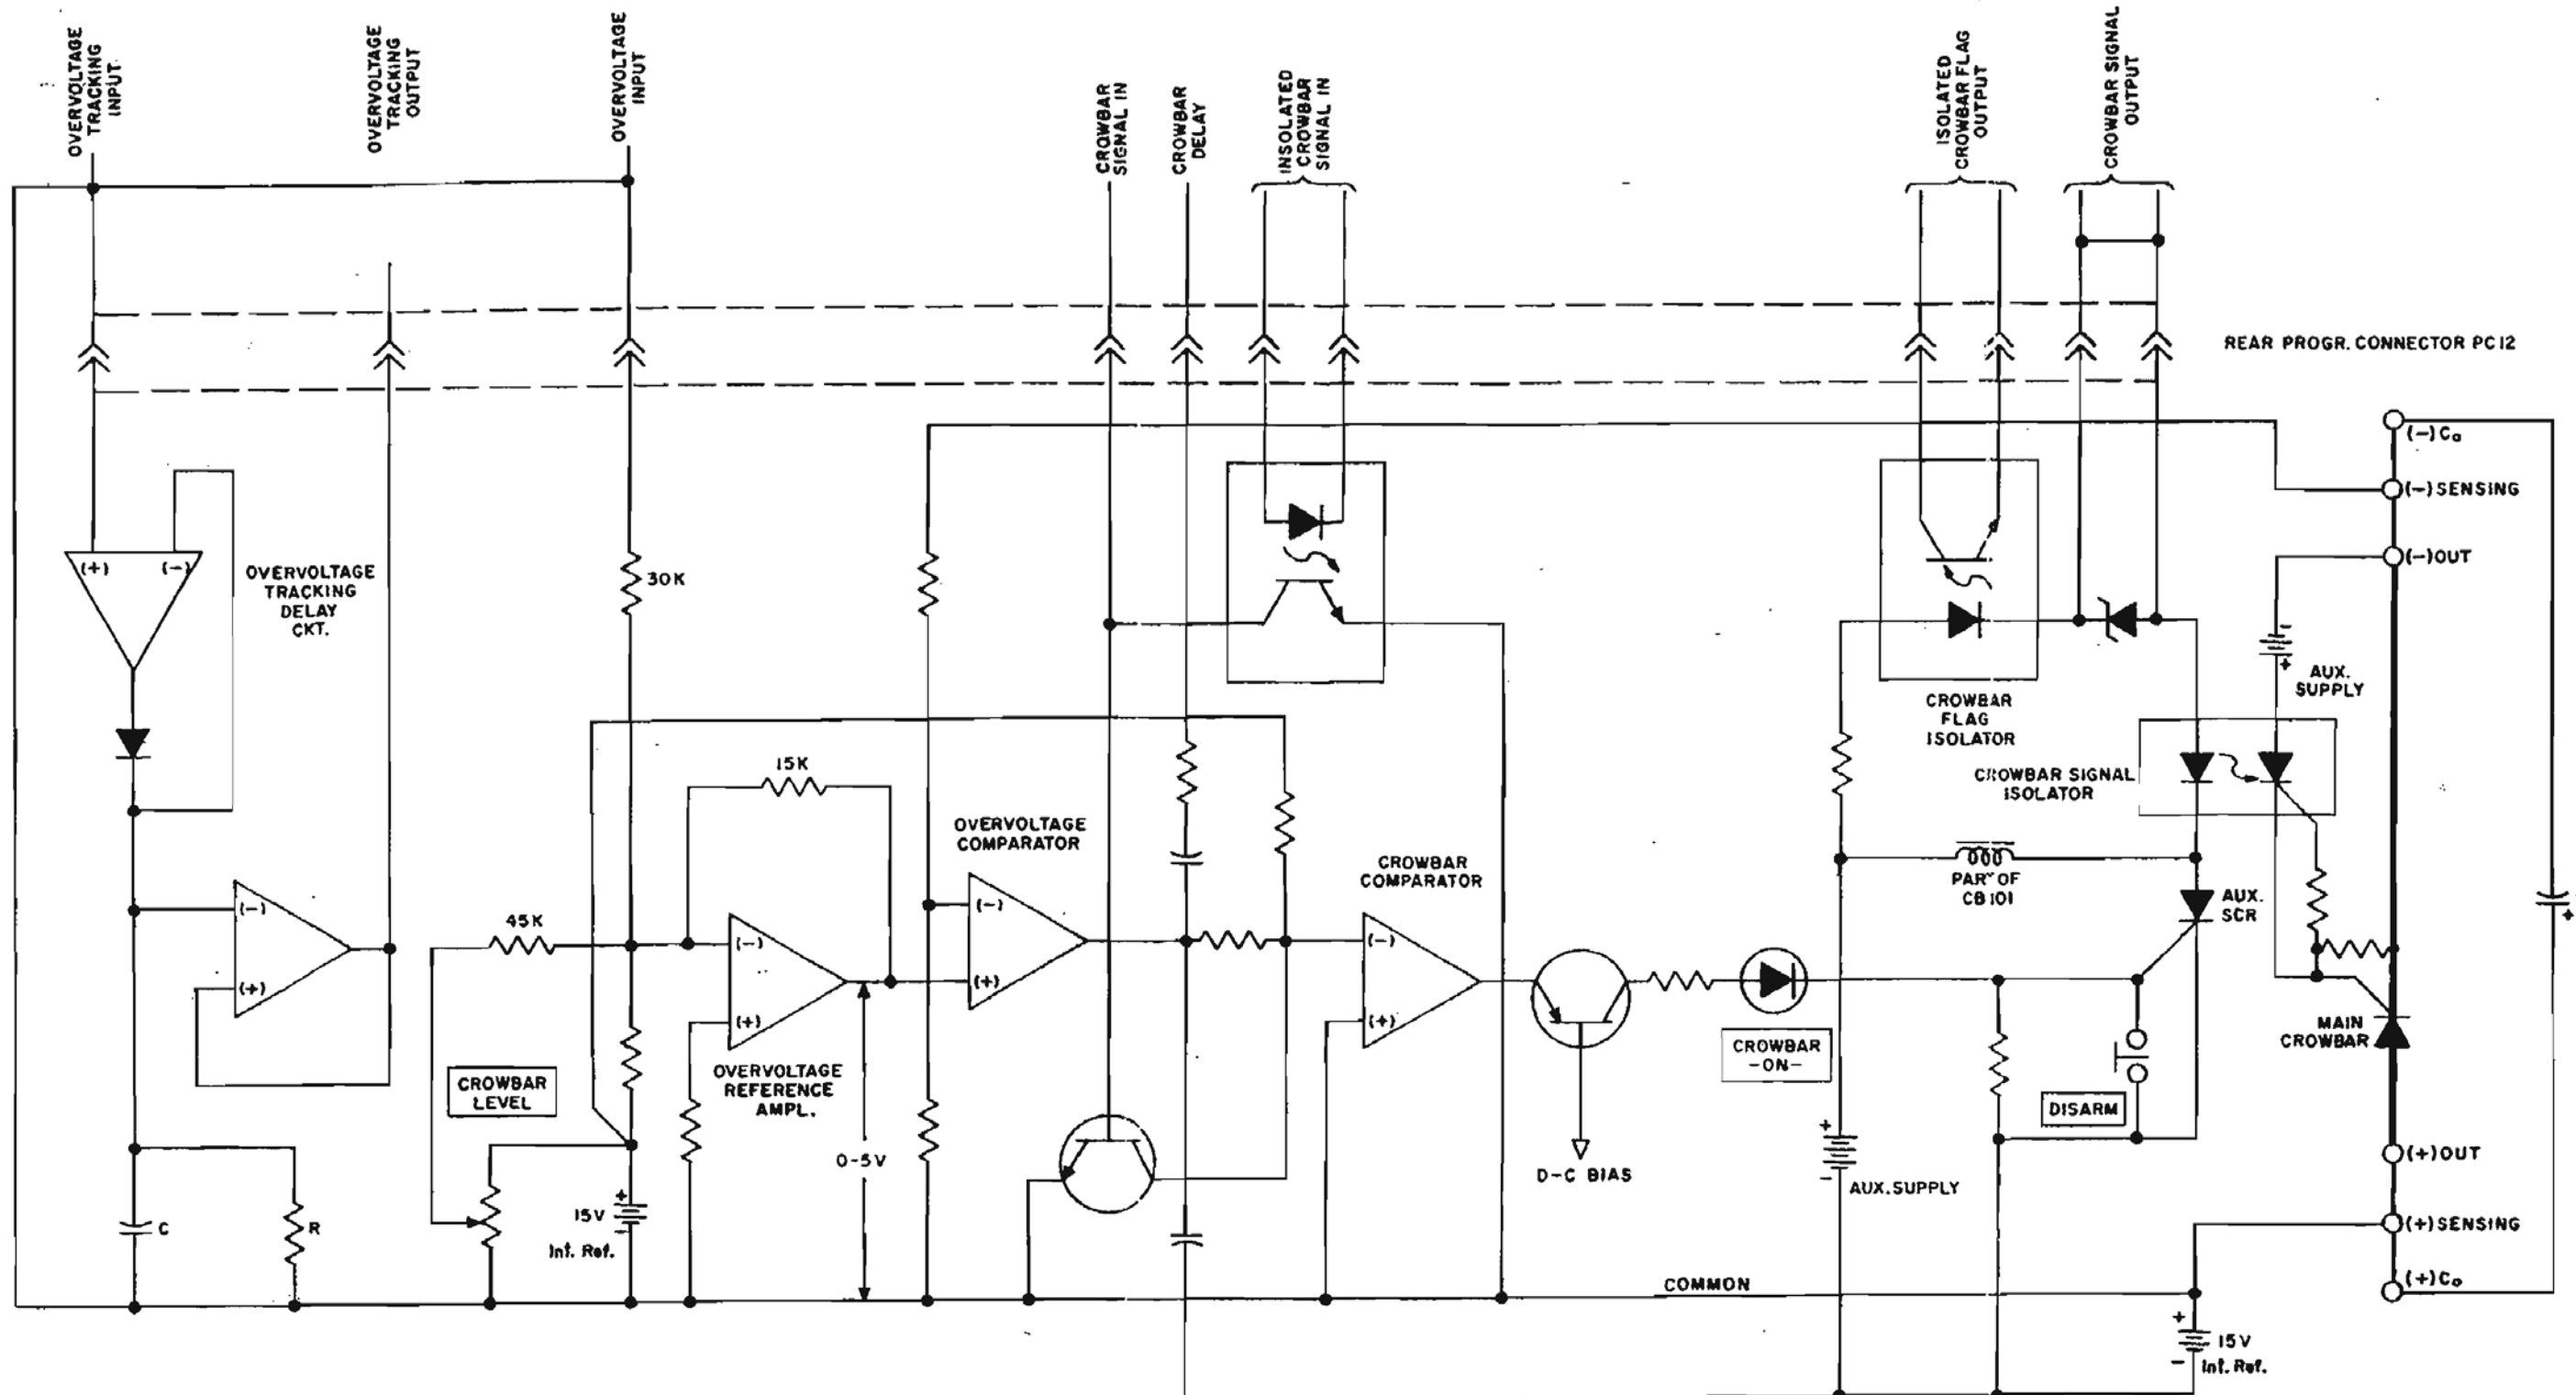 OVERVOLTAGE
TRACKING
INPUT
OVERVOLTAGE
TRACKING
OUTPUT
OVERVOLTAGE
INPUT
CROWBAR
SIGNAL IN
CROWBAR
DELAY
INSOLATED
CROWBAR
SIGNAL IN
ISOLATED
CROWBAR FLAG
OUTPUT
CROWBAR SIGNAL
OUTPUT
REAR PROGR. CONNECTOR PC12
(-)Co
(-)SENSING
(-)OUT
(+)
(-)
OVERVOLTAGE
TRACKING
DELAY
CKT.
30K
-
+
AUX.
SUPPLY
CROWBAR
FLAG
ISOLATOR
CROWBAR SIGNAL
ISOLATOR
15K
OVERVOLTAGE
COMPARATOR
CROWBAR
COMPARATOR
PART OF
CB101
AUX.
SCR
+
(-)
(+)
45K
(-)
(+)
OVERVOLTAGE
REFERENCE
AMPL.
(-)
(+)
(-)
(+)
CROWBAR
-ON-
MAIN
CROWBAR
CROWBAR
LEVEL
DISARM
0-5V
D-C BIAS
+
-
AUX. SUPPLY
(+)OUT
C
R
15V
+
-
Int. Ref.
(+)SENSING
COMMON
(+)Co
+
-
15V
Int. Ref.